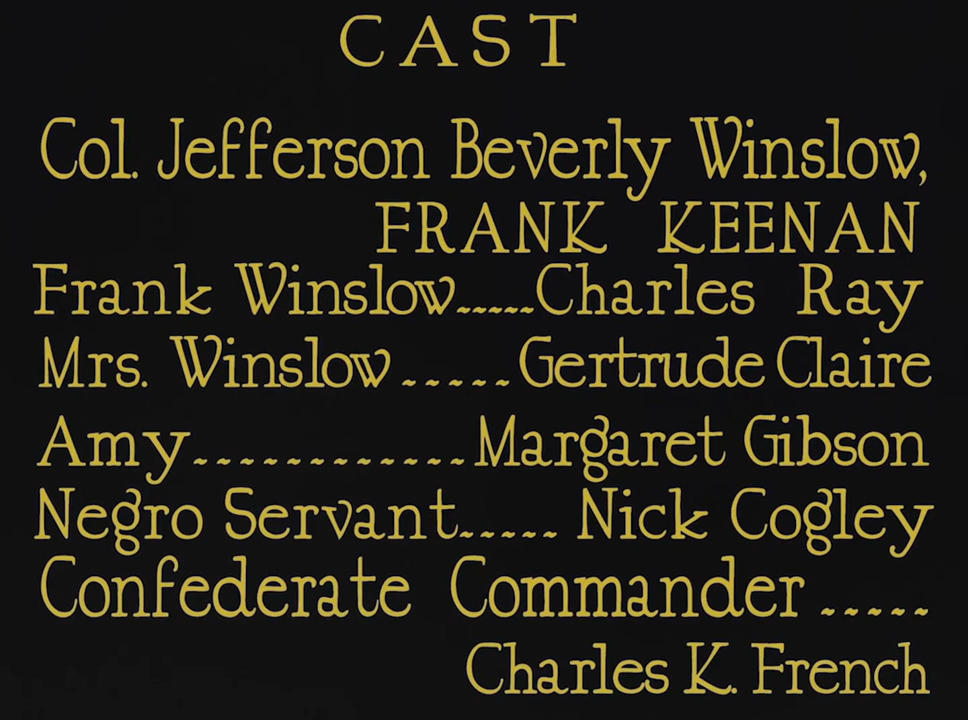 CAST
Col. Jefferson Beverly Winslow,
FRANK KEENAN
Frank Winslow.....Charles Ray
Mrs. Winslow.....Gertrude Claire
Amy............Margaret Gibson
Negro Servant.....Nick Cogley
Confederate Commander.....
Charles K. French